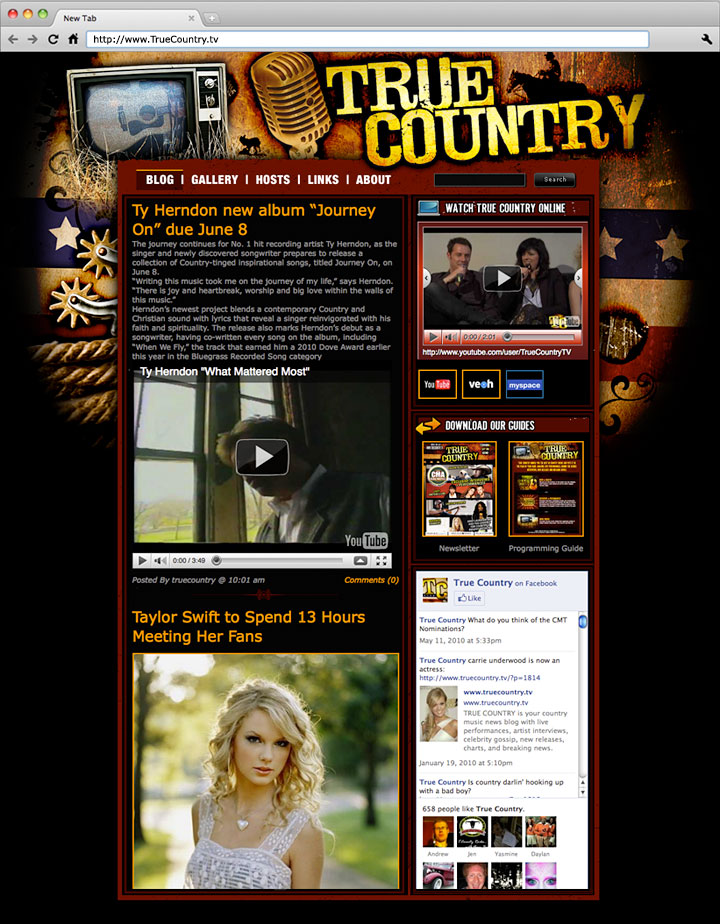 New Tab
http://www.TrueCountry.tv
TRUE
COUNTRY
BLOG | GALLERY | HOSTS | LINKS | ABOUT
Search
Ty Herndon new album “Journey
On” due June 8
The journey continues for No. 1 hit recording artist Ty Herndon, as the
singer and newly discovered songwriter prepares to release a
collection of Country-tinged inspirational songs, titled Journey On, on
June 8.
“Writing this music took me on the journey of my life,” says Herndon.
“There is joy and heartbreak, worship and big love within the walls of
this music.”
Herndon’s newest project blends a contemporary Country and
Christian sound with lyrics that reveal a singer reinvigorated with his
faith and spirituality. The release also marks Herndon’s debut as a
songwriter, having co-written every song on the album, including
“When We Fly,” the track that earned him a 2010 Dove Award earlier
this year in the Bluegrass Recorded Song category
Ty Herndon "What Mattered Most"
YouTube
0:00 / 3:49
Posted By truecountry @ 10:01 am
Comments (0)
Taylor Swift to Spend 13 Hours
Meeting Her Fans
WATCH TRUE COUNTRY ONLINE
0:00 / 2:01
http://www.youtube.com/user/TrueCountryTV
YouTube
veoh
myspace
DOWNLOAD OUR GUIDES
TRUE
COUNTRY
CMA
TRUE
COUNTRY
Newsletter
Programming Guide
True Country on Facebook
Like
True Country What do you think of the CMT
Nominations?
May 11, 2010 at 5:33pm
True Country carrie underwood is now an
actress:
http://www.truecountry.tv/?p=1814
www.truecountry.tv
www.truecountry.tv
TRUE COUNTRY is your country
music news blog with live
performances, artist interviews,
celebrity gossip, new releases,
charts, and breaking news.
January 19, 2010 at 5:10pm
True Country Is country darlin' hooking up
with a bad boy?
658 people like True Country.
Andrew
Jen
Yasmine
Daylan